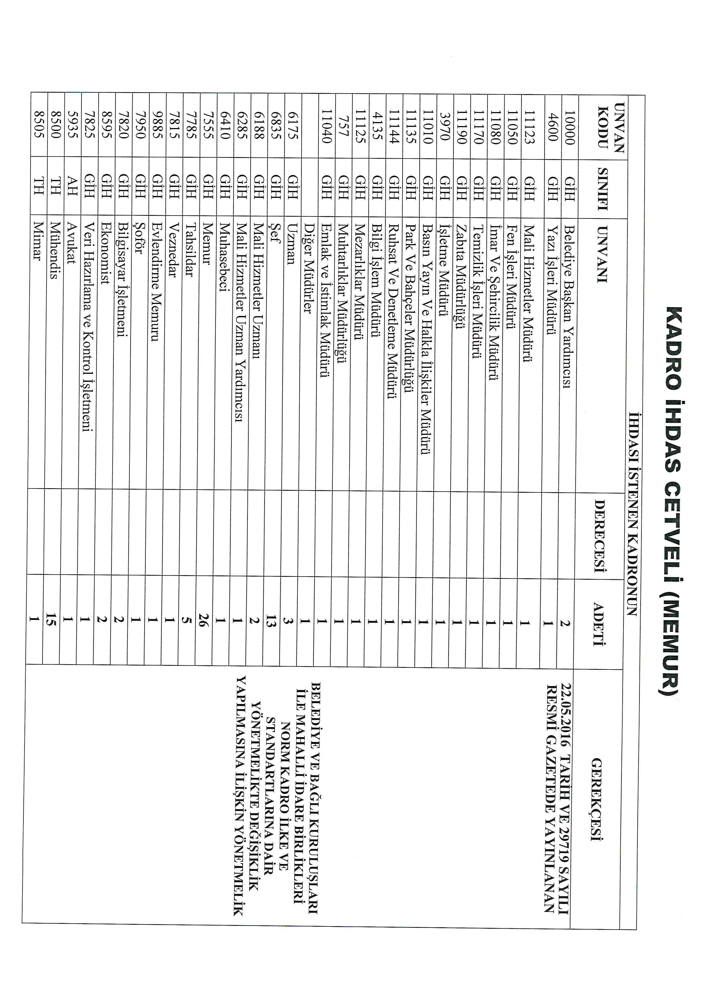 KADRO İHDAS CETVELİ (MEMUR)
İHDASI İSTENEN KADRONUN
UNVAN KODU SINIFI UNVANI DERECESİ ADETİ GEREKÇESİ
10000 GİH Belediye Başkan Yardımcısı 2
4600 GİH Yazı İşleri Müdürü 1
11123 GİH Mali Hizmetler Müdürü 1
11050 GİH Fen İşleri Müdürü 1
11080 GİH İmar Ve Şehircilik Müdürü 1
11170 GİH Temizlik İşleri Müdürü 1
11190 GİH Zabıta Müdürlüğü 1
3970 GİH İşletme Müdürü 1
11010 GİH Basın Yayın Ve Halkla İlişkiler Müdürü 1
11135 GİH Park Ve Bahçeler Müdürlüğü 1
11144 GİH Ruhsat Ve Denetleme Müdürü 1
4135 GİH Bilgi İşlem Müdürü 1
11125 GİH Mezarlıklar Müdürü 1
757 GİH Muhtarlıklar Müdürlüğü 1
11040 GİH Emlak ve İstimlak Müdürü 1
Diğer Müdürler 1
6175 GİH Uzman 3
6835 GİH Şef 13
6188 GİH Mali Hizmetler Uzmanı 2
6285 GİH Mali Hizmetler Uzman Yardımcısı 1
6410 GİH Muhasebeci 1
7555 GİH Memur 26
7785 GİH Tahsildar 5
7815 GİH Veznedar 1
9885 GİH Evlendirme Memuru 1
7950 GİH Şoför 1
7820 GİH Bilgisayar İşletmeni 2
8595 GİH Ekonomist 2
7825 GİH Veri Hazırlama ve Kontrol İşletmeni 1
5935 AH Avukat 1
8500 TH Mühendis 15
8505 TH Mimar 1
22.05.2016 TARİH VE 29719 SAYILI
RESMİ GAZETEDE YAYINLANAN
BELEDİYE VE BAĞLI KURULUŞLARI
İLE MAHALLİ İDARE BİRLİKLERİ
NORM KADRO İLKE VE
STANDARTLARINA DAİR
YÖNETMELİKTE DEĞİŞİKLİK
YAPILMASINA İLİŞKİN YÖNETMELİK